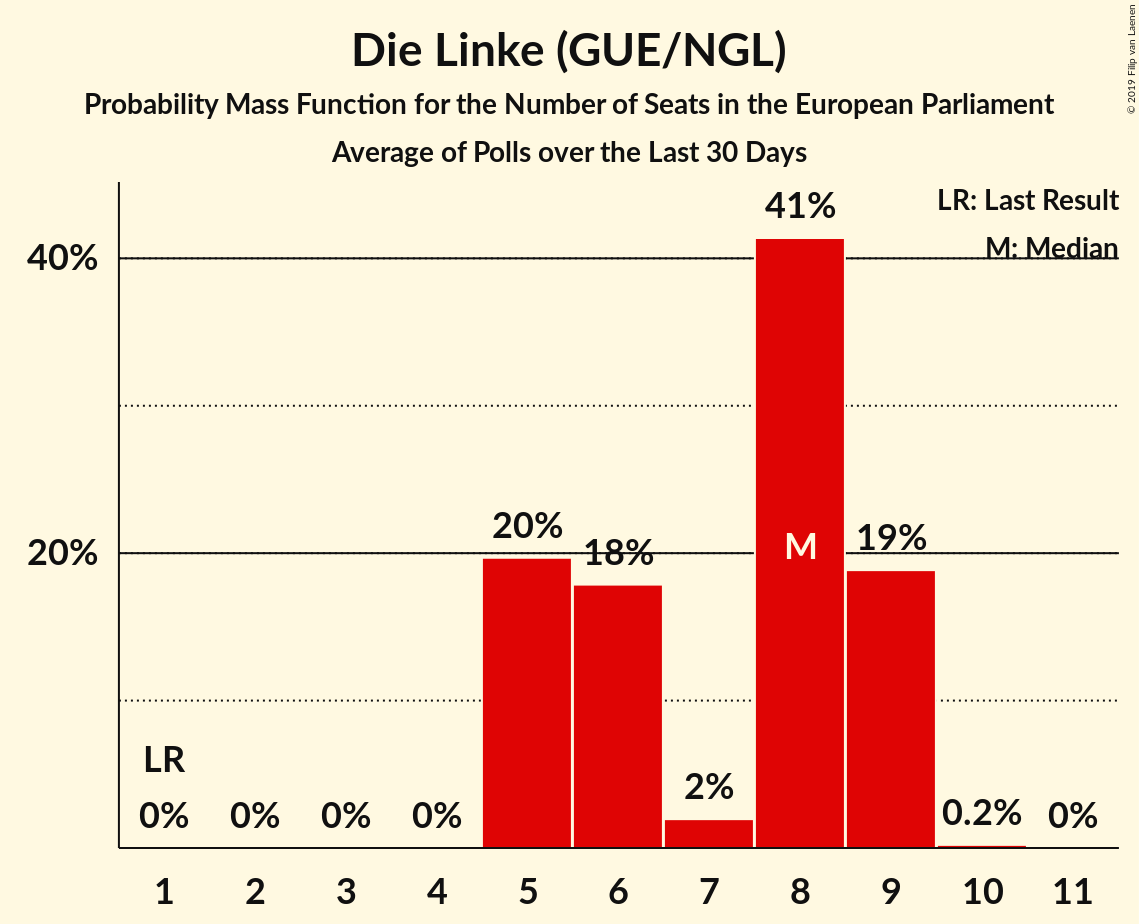 Die Linke (GUE/NGL)
Probability Mass Function for the Number of Seats in the European Parliament
Average of Polls over the Last 30 Days
© 2019 Filip van Laenen
LR: Last Result
M: Median
40%
20%
LR
0%
0%
0%
0%
20%
18%
2%
41%
M
19%
0.2%
0%
1 2 3 4 5 6 7 8 9 10 11